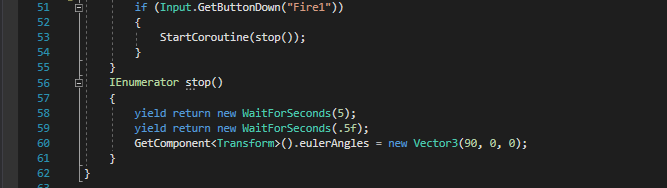 51 if (Input.GetButtonDown("Fire1"))
52 {
53 StartCoroutine(stop());
54 }
55 }
56 IEnumerator stop()
57 {
58 yield return new WaitForSeconds(5);
59 yield return new WaitForSeconds(.5f);
60 GetComponent<Transform>().eulerAngles = new Vector3(90, 0, 0);
61 }
62 }
63